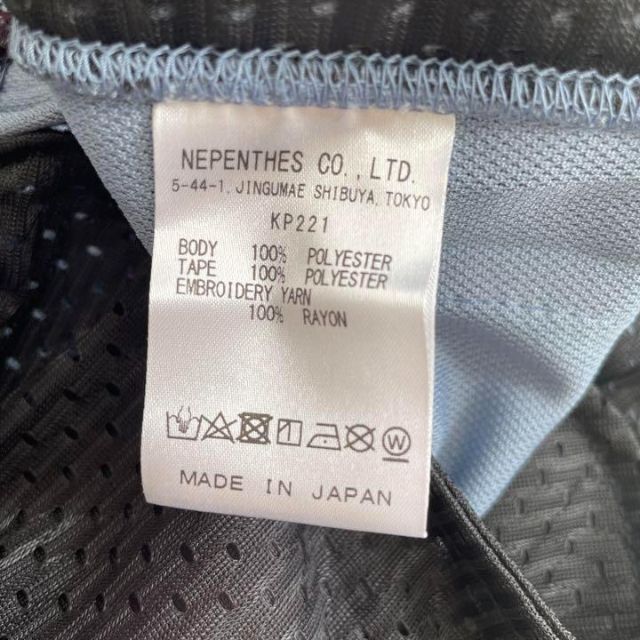 NEPENTHES CO., LTD.
5-44-1, JINGUMAE SHIBUYA, TOKYO
KP221
BODY 100% POLYESTER
TAPE 100% POLYESTER
EMBROIDERY YARN
100% RAYON
W
MADE IN JAPAN